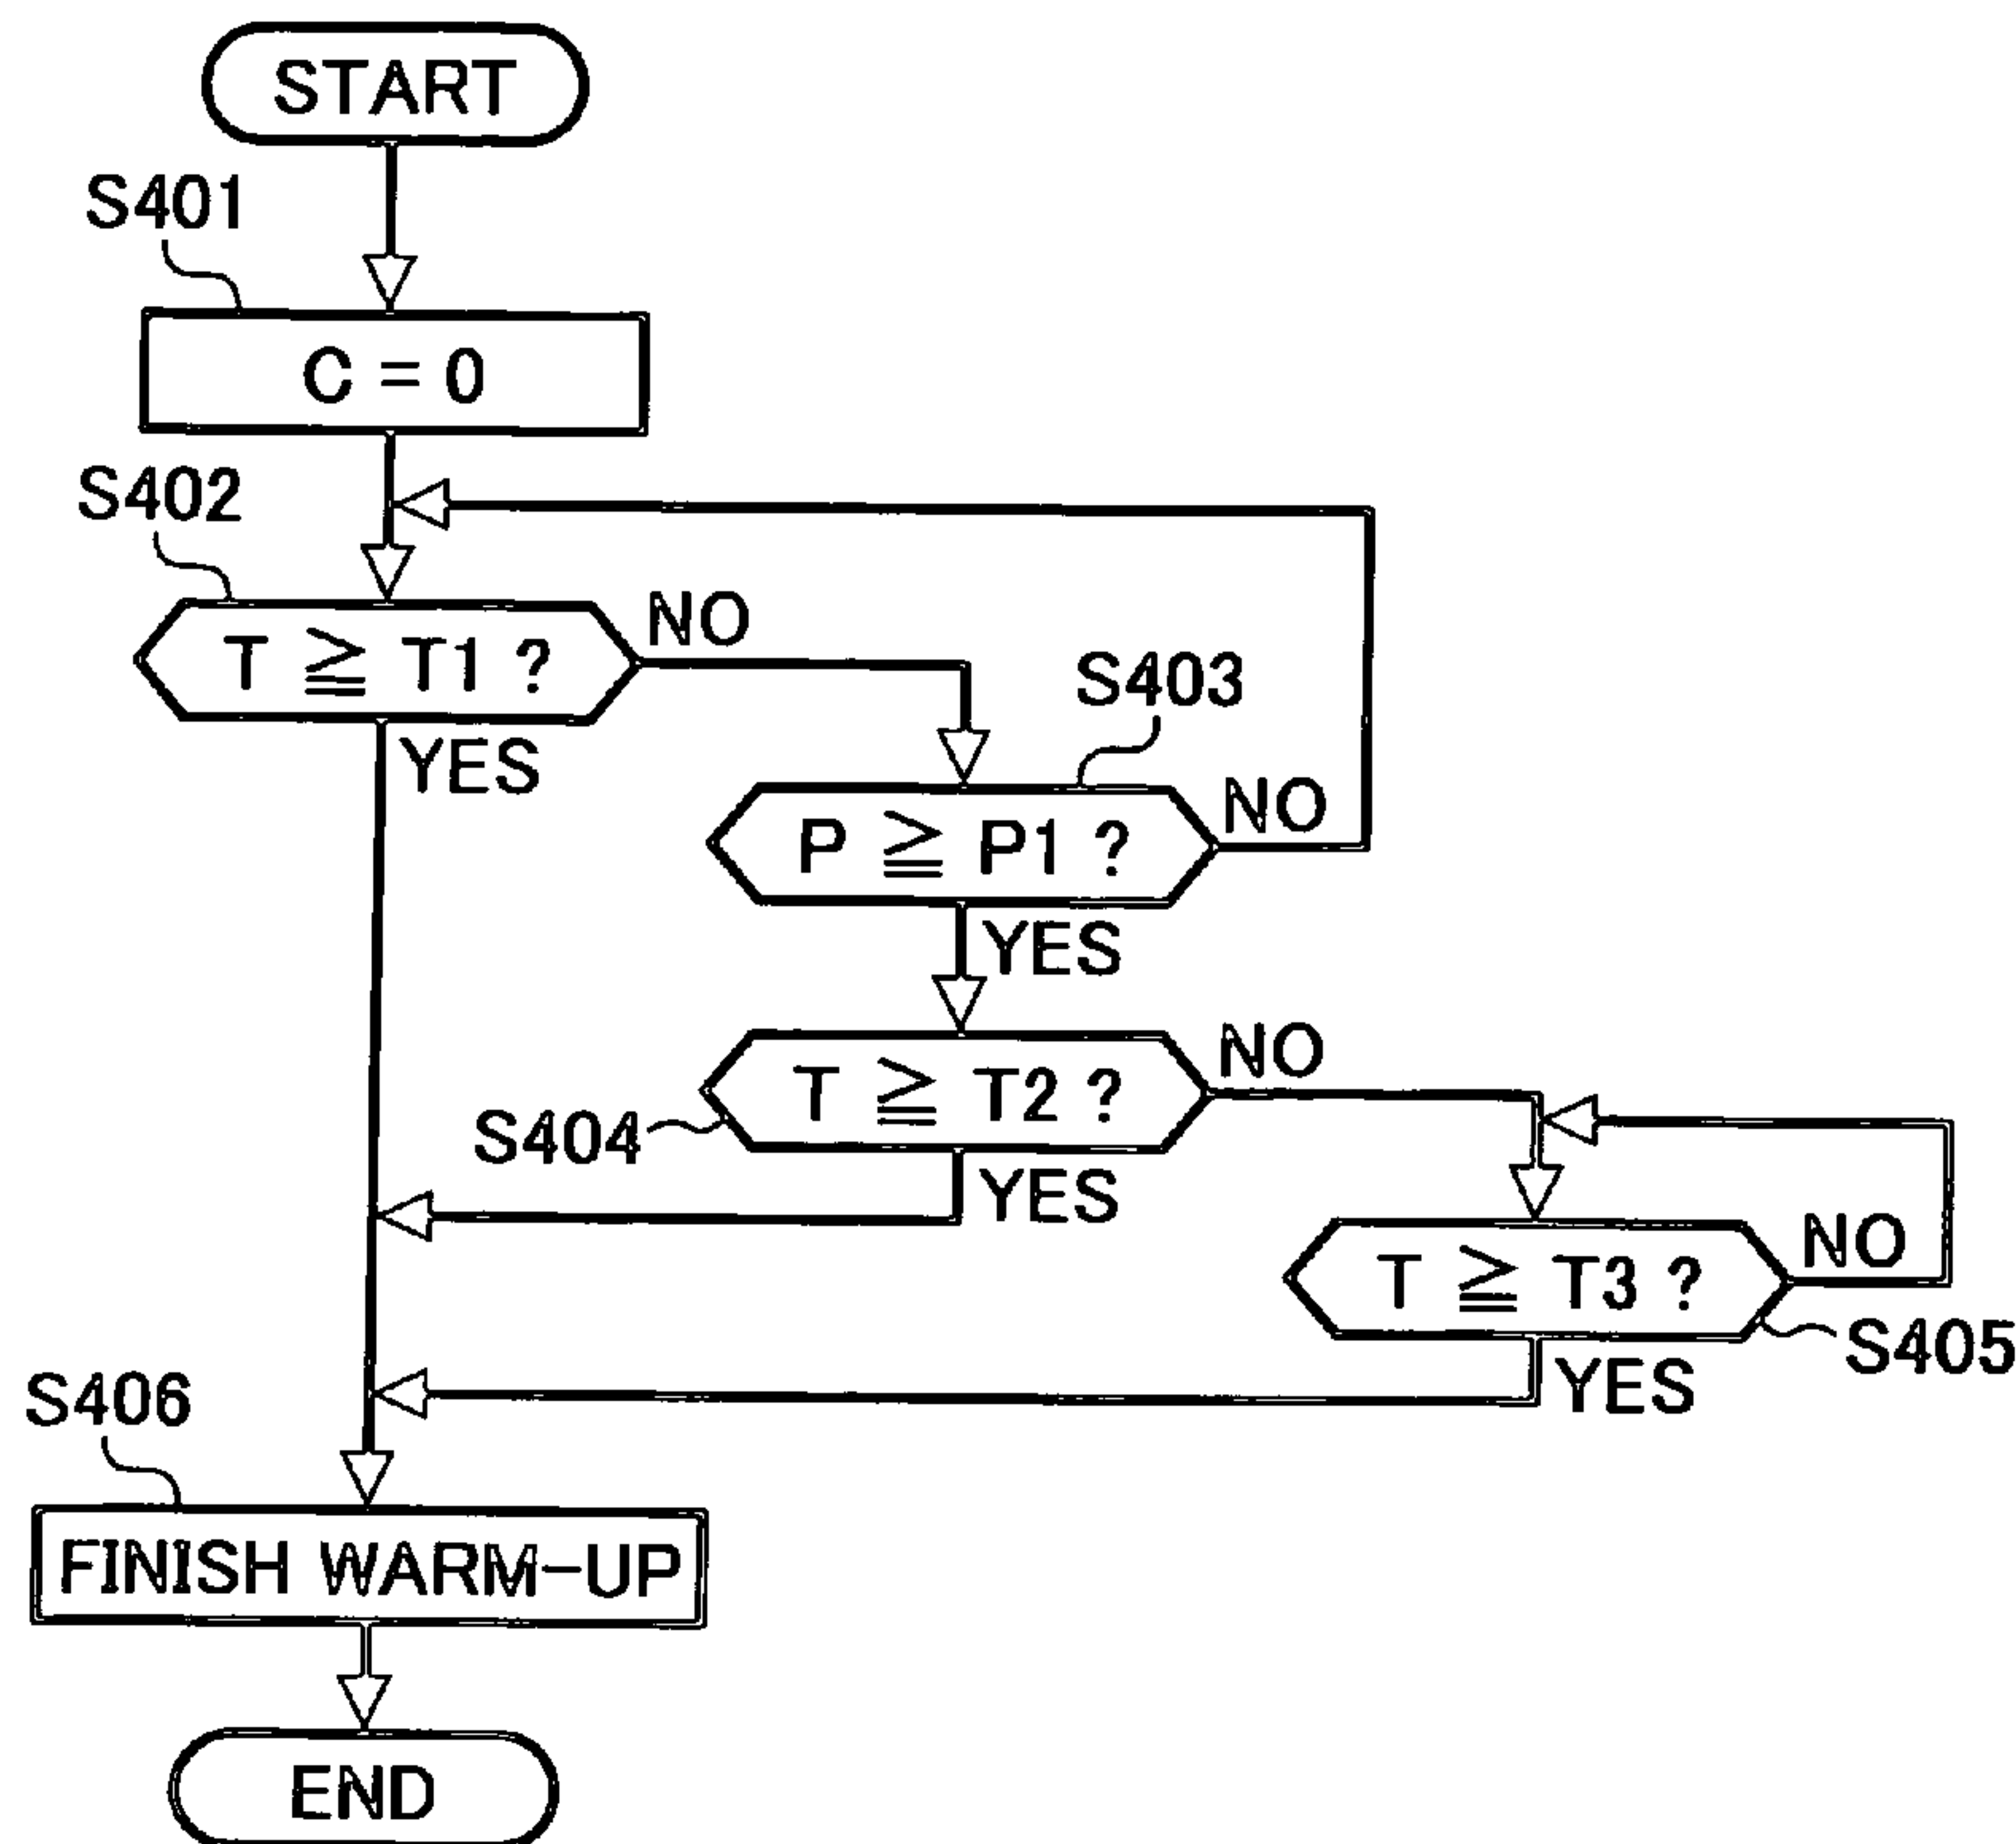 START
S401
C = 0
S402
T ≧ T1 ?
NO
YES
S403
P ≧ P1 ?
NO
YES
S404
T ≧ T2 ?
NO
YES
T ≧ T3 ?
NO
S405
YES
S406
FINISH WARM-UP
END